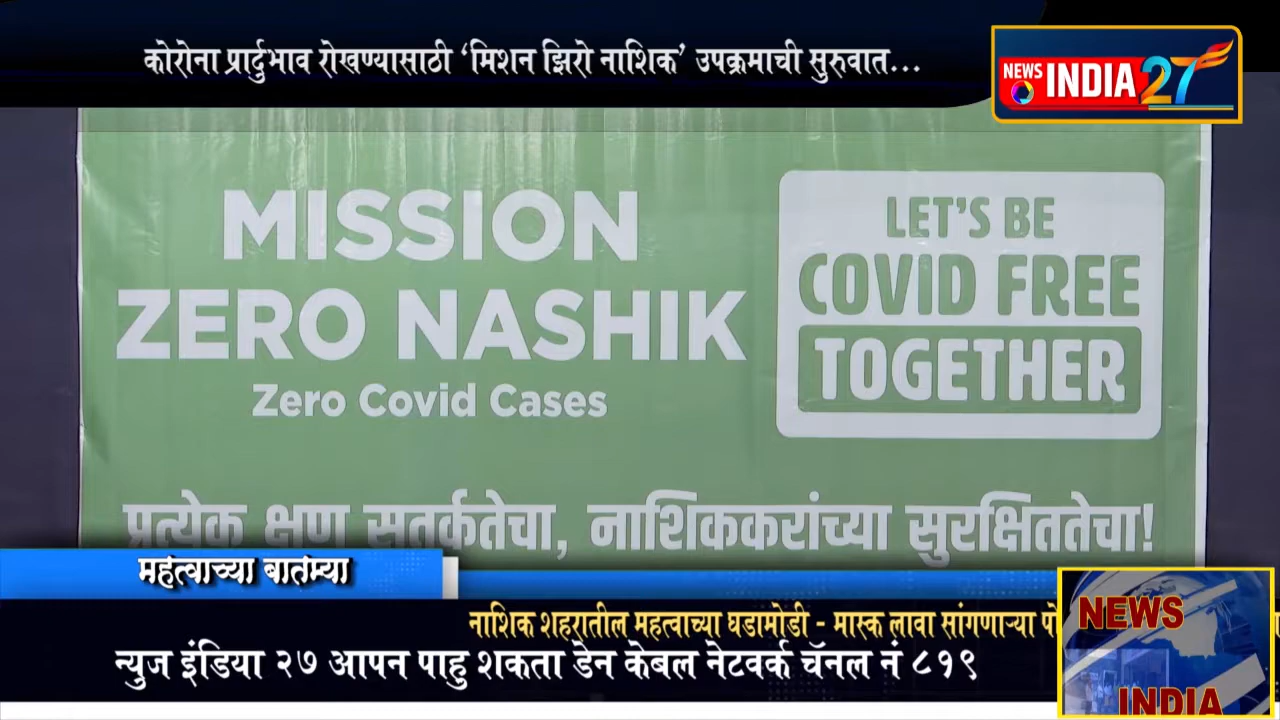 कोरोना प्रार्दुभाव रोखण्यासाठी ‘मिशन झिरो नाशिक’ उपक्रमाची सुरुवात...
NEWS INDIA 27
MISSION
ZERO NASHIK
Zero Covid Cases
LET'S BE
COVID FREE
TOGETHER
प्रत्येक क्षण सतर्कतेचा, नाशिककरांच्या सुरक्षिततेचा!
महत्वाच्या बातम्या
नाशिक शहरातील महत्वाच्या घडामोडी - मास्क लावा सांगणाऱ्या
न्युज इंडिया २७ आपन पाहु शकता डेन केबल नेटवर्क चॅनल नं ८१९
NEWS
INDIA